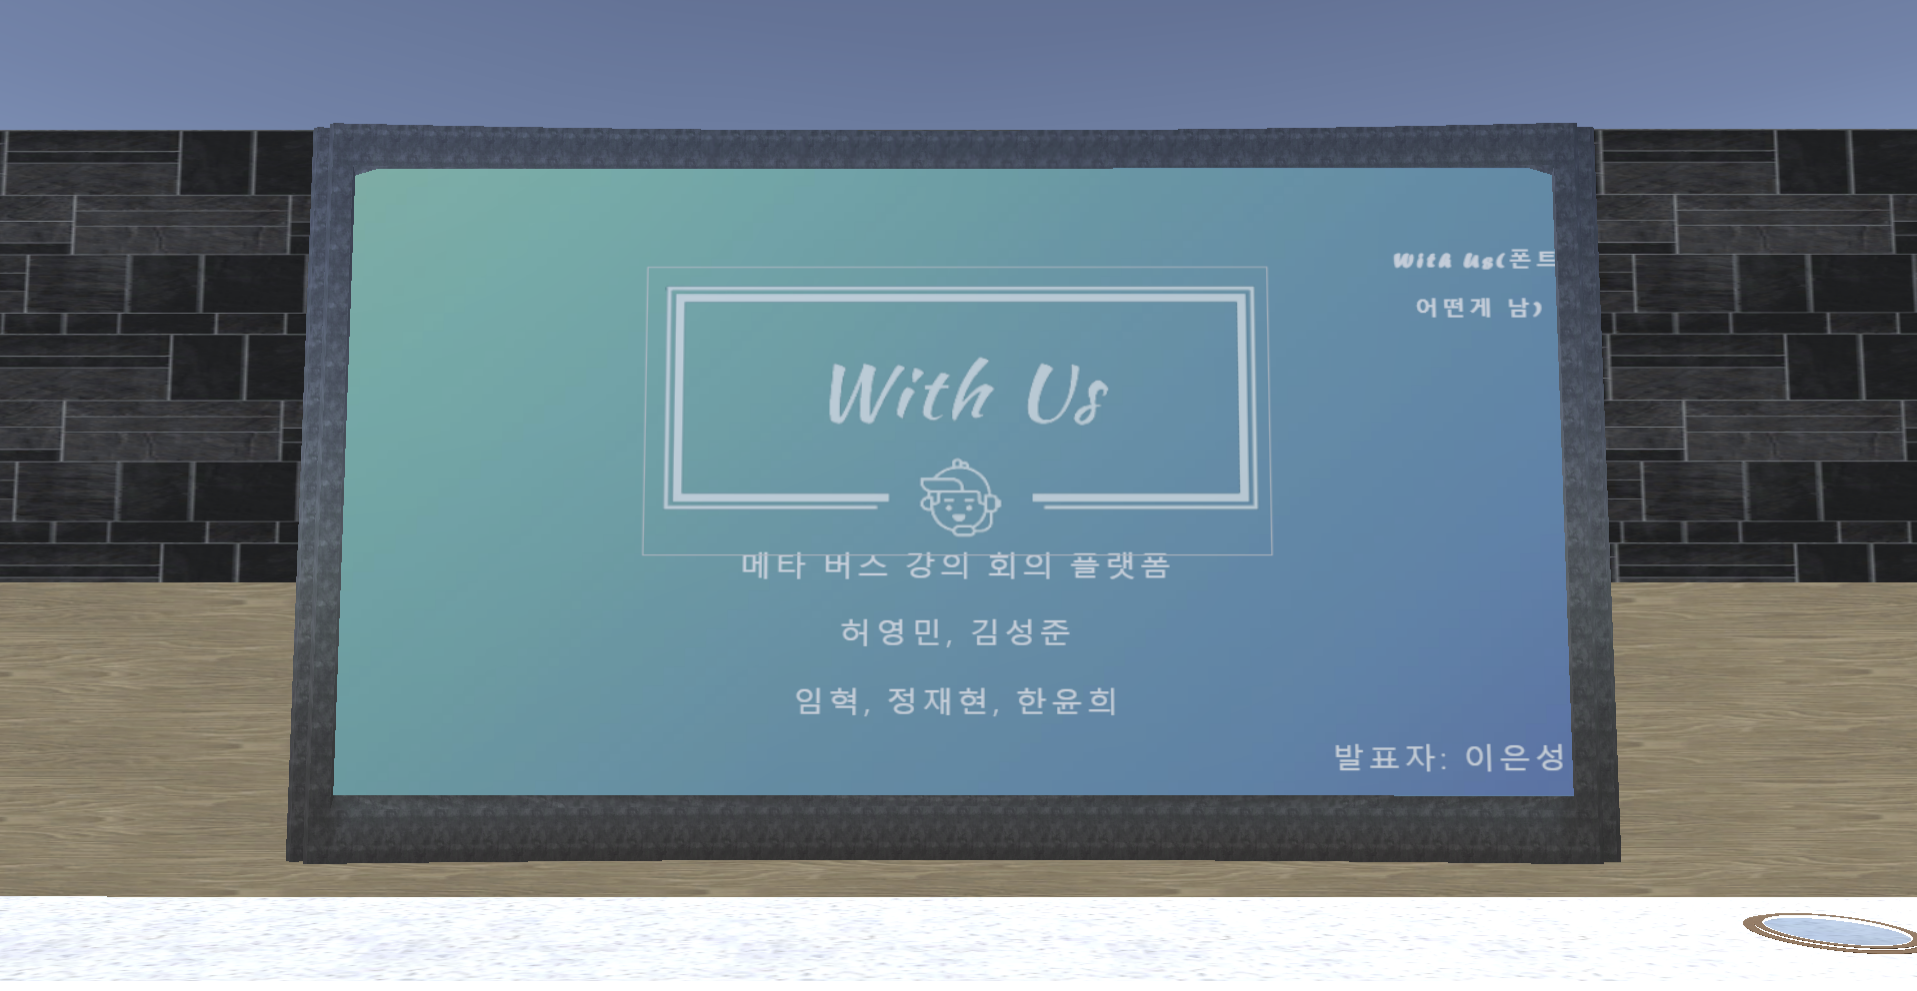 With Us(폰트
어떤게 남)
With Us
메타 버스 강의 회의 플랫폼
허영민, 김성준
임혁, 정재현, 한윤희
발표자: 이은성